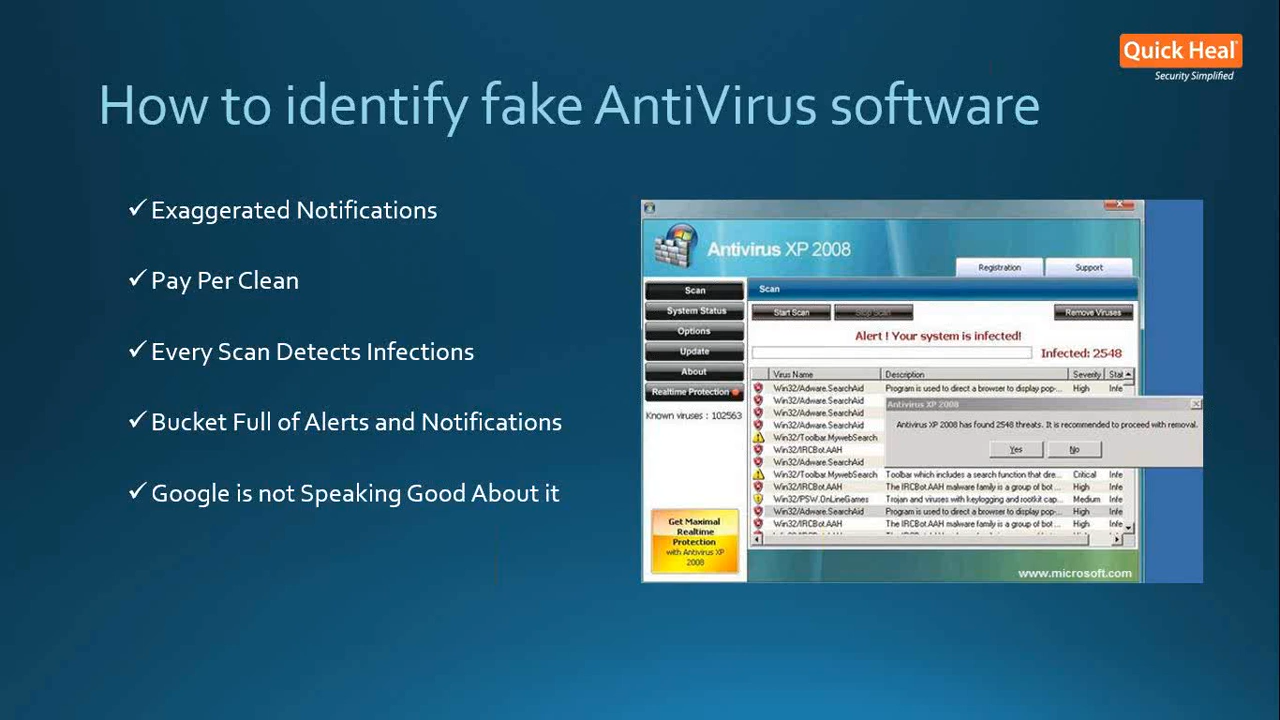 Quick Heal
Security Simplified
How to identify fake AntiVirus software
✓ Exaggerated Notifications
✓ Pay Per Clean
✓ Every Scan Detects Infections
✓ Bucket Full of Alerts and Notifications
✓ Google is not Speaking Good About it
Antivirus XP 2008
Registration Support
Scan
System Status
Options
Update
About
Realtime Protection
Known viruses : 102563
Get Maximal
Realtime
Protection
with Antivirus XP
2008
Scan
Start Scan Stop Scan Remove Viruses
Alert ! Your system is infected!
Infected: 2548
Virus Name Description Severity Stat
Win32/Adware.SearchAid Program is used to direct a browser to display pop-... High Infe
Win32/Adware.SearchAid
Win32/Adware.SearchAid
Win32/Adware.SearchAid
Win32/Toolbar.MywebSearch
Win32/IRCBot.AAH
Win32/Adware.SearchAid
Win32/Toolbar.MywebSearch Toolbar which includes a search function that dre... Critical Infe
Win32/IRCBot.AAH The IRCBot.AAH malware family is a group of bot ... High Infe
Win32/PSW.OnLineGames Trojan and viruses with keylogging and rootkit cap... Medium Infe
Win32/Adware.SearchAid Program is used to direct a browser to display pop-... High Infe
Win32/IRCBot.AAH The IRCBot.AAH malware family is a group of bot ... High Infe
Antivirus XP 2008
Antivirus XP 2008 has found 2548 threats. It is recommended to proceed with removal.
Yes No
www.microsoft.com